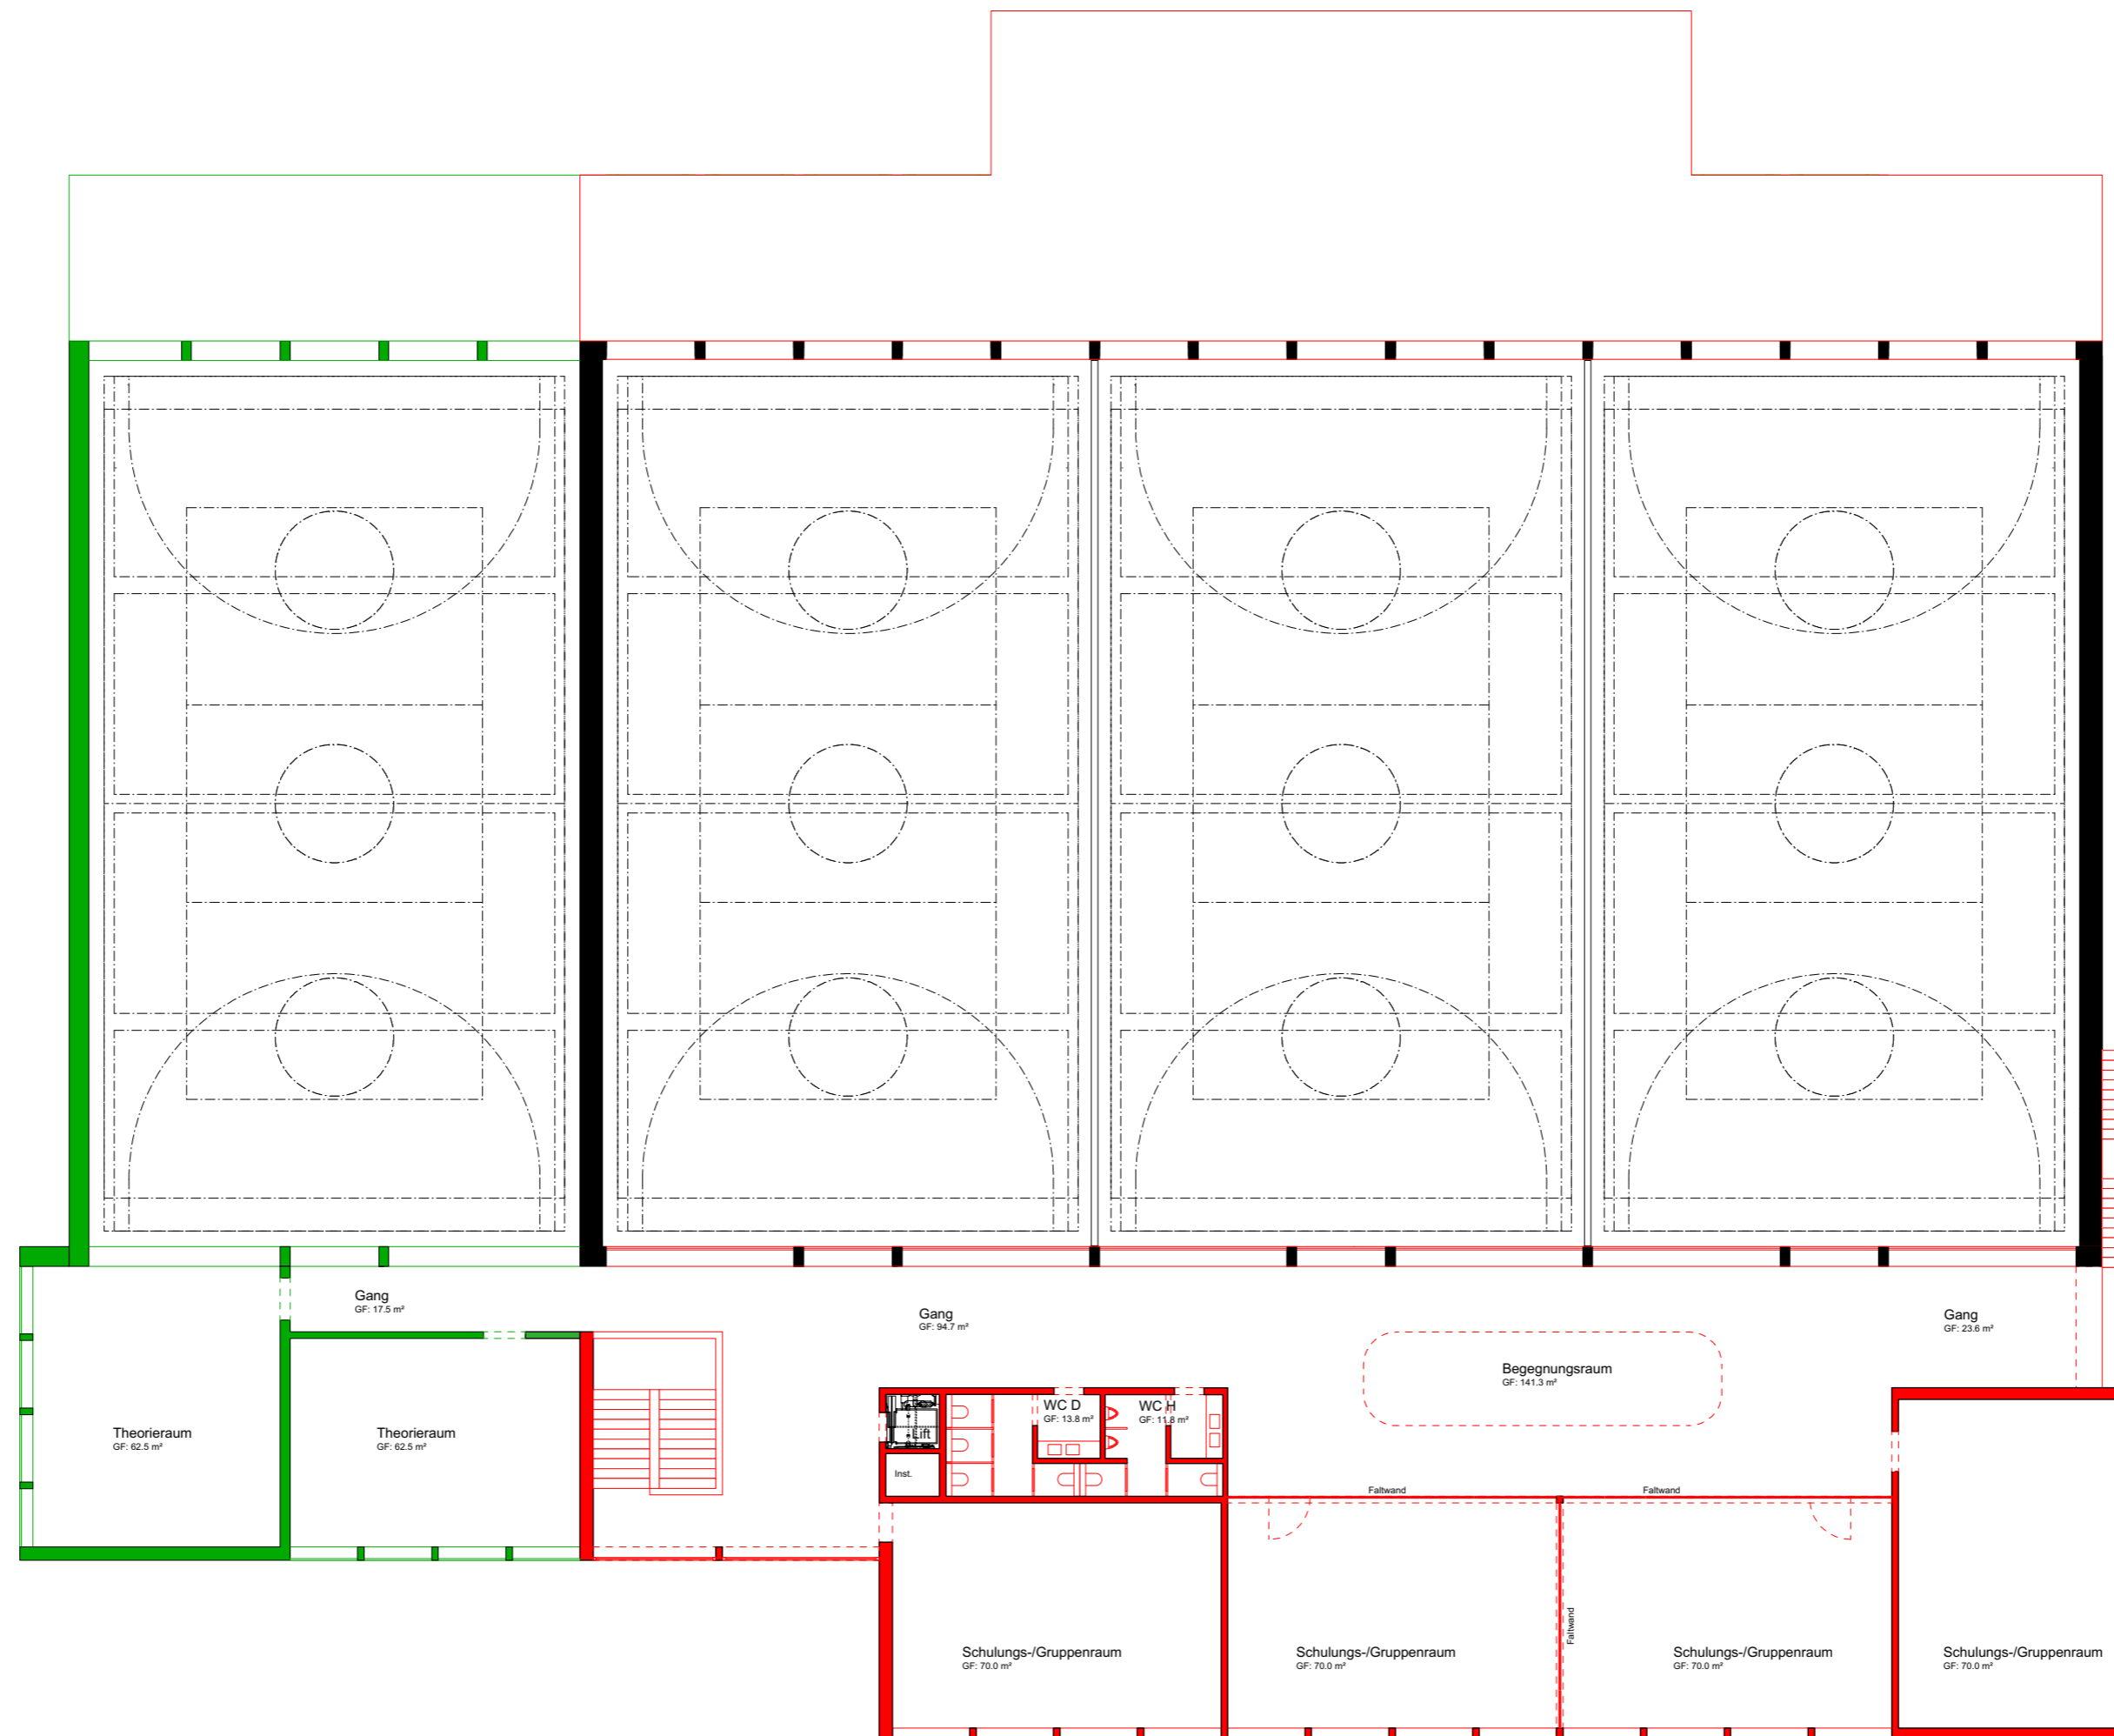 Gang
GF: 17.5 m²
Gang
GF: 94.7 m²
Gang
GF: 23.6 m²
Begegnungsraum
GF: 141.3 m²
WC D
GF: 13.8 m²
WC H
GF: 11.8 m²
Lift
Inst.
Theorieraum
GF: 62.5 m²
Theorieraum
GF: 62.5 m²
Faltwand
Faltwand
Faltwand
Schulungs-/Gruppenraum
GF: 70.0 m²
Schulungs-/Gruppenraum
GF: 70.0 m²
Schulungs-/Gruppenraum
GF: 70.0 m²
Schulungs-/Gruppenraum
GF: 70.0 m²